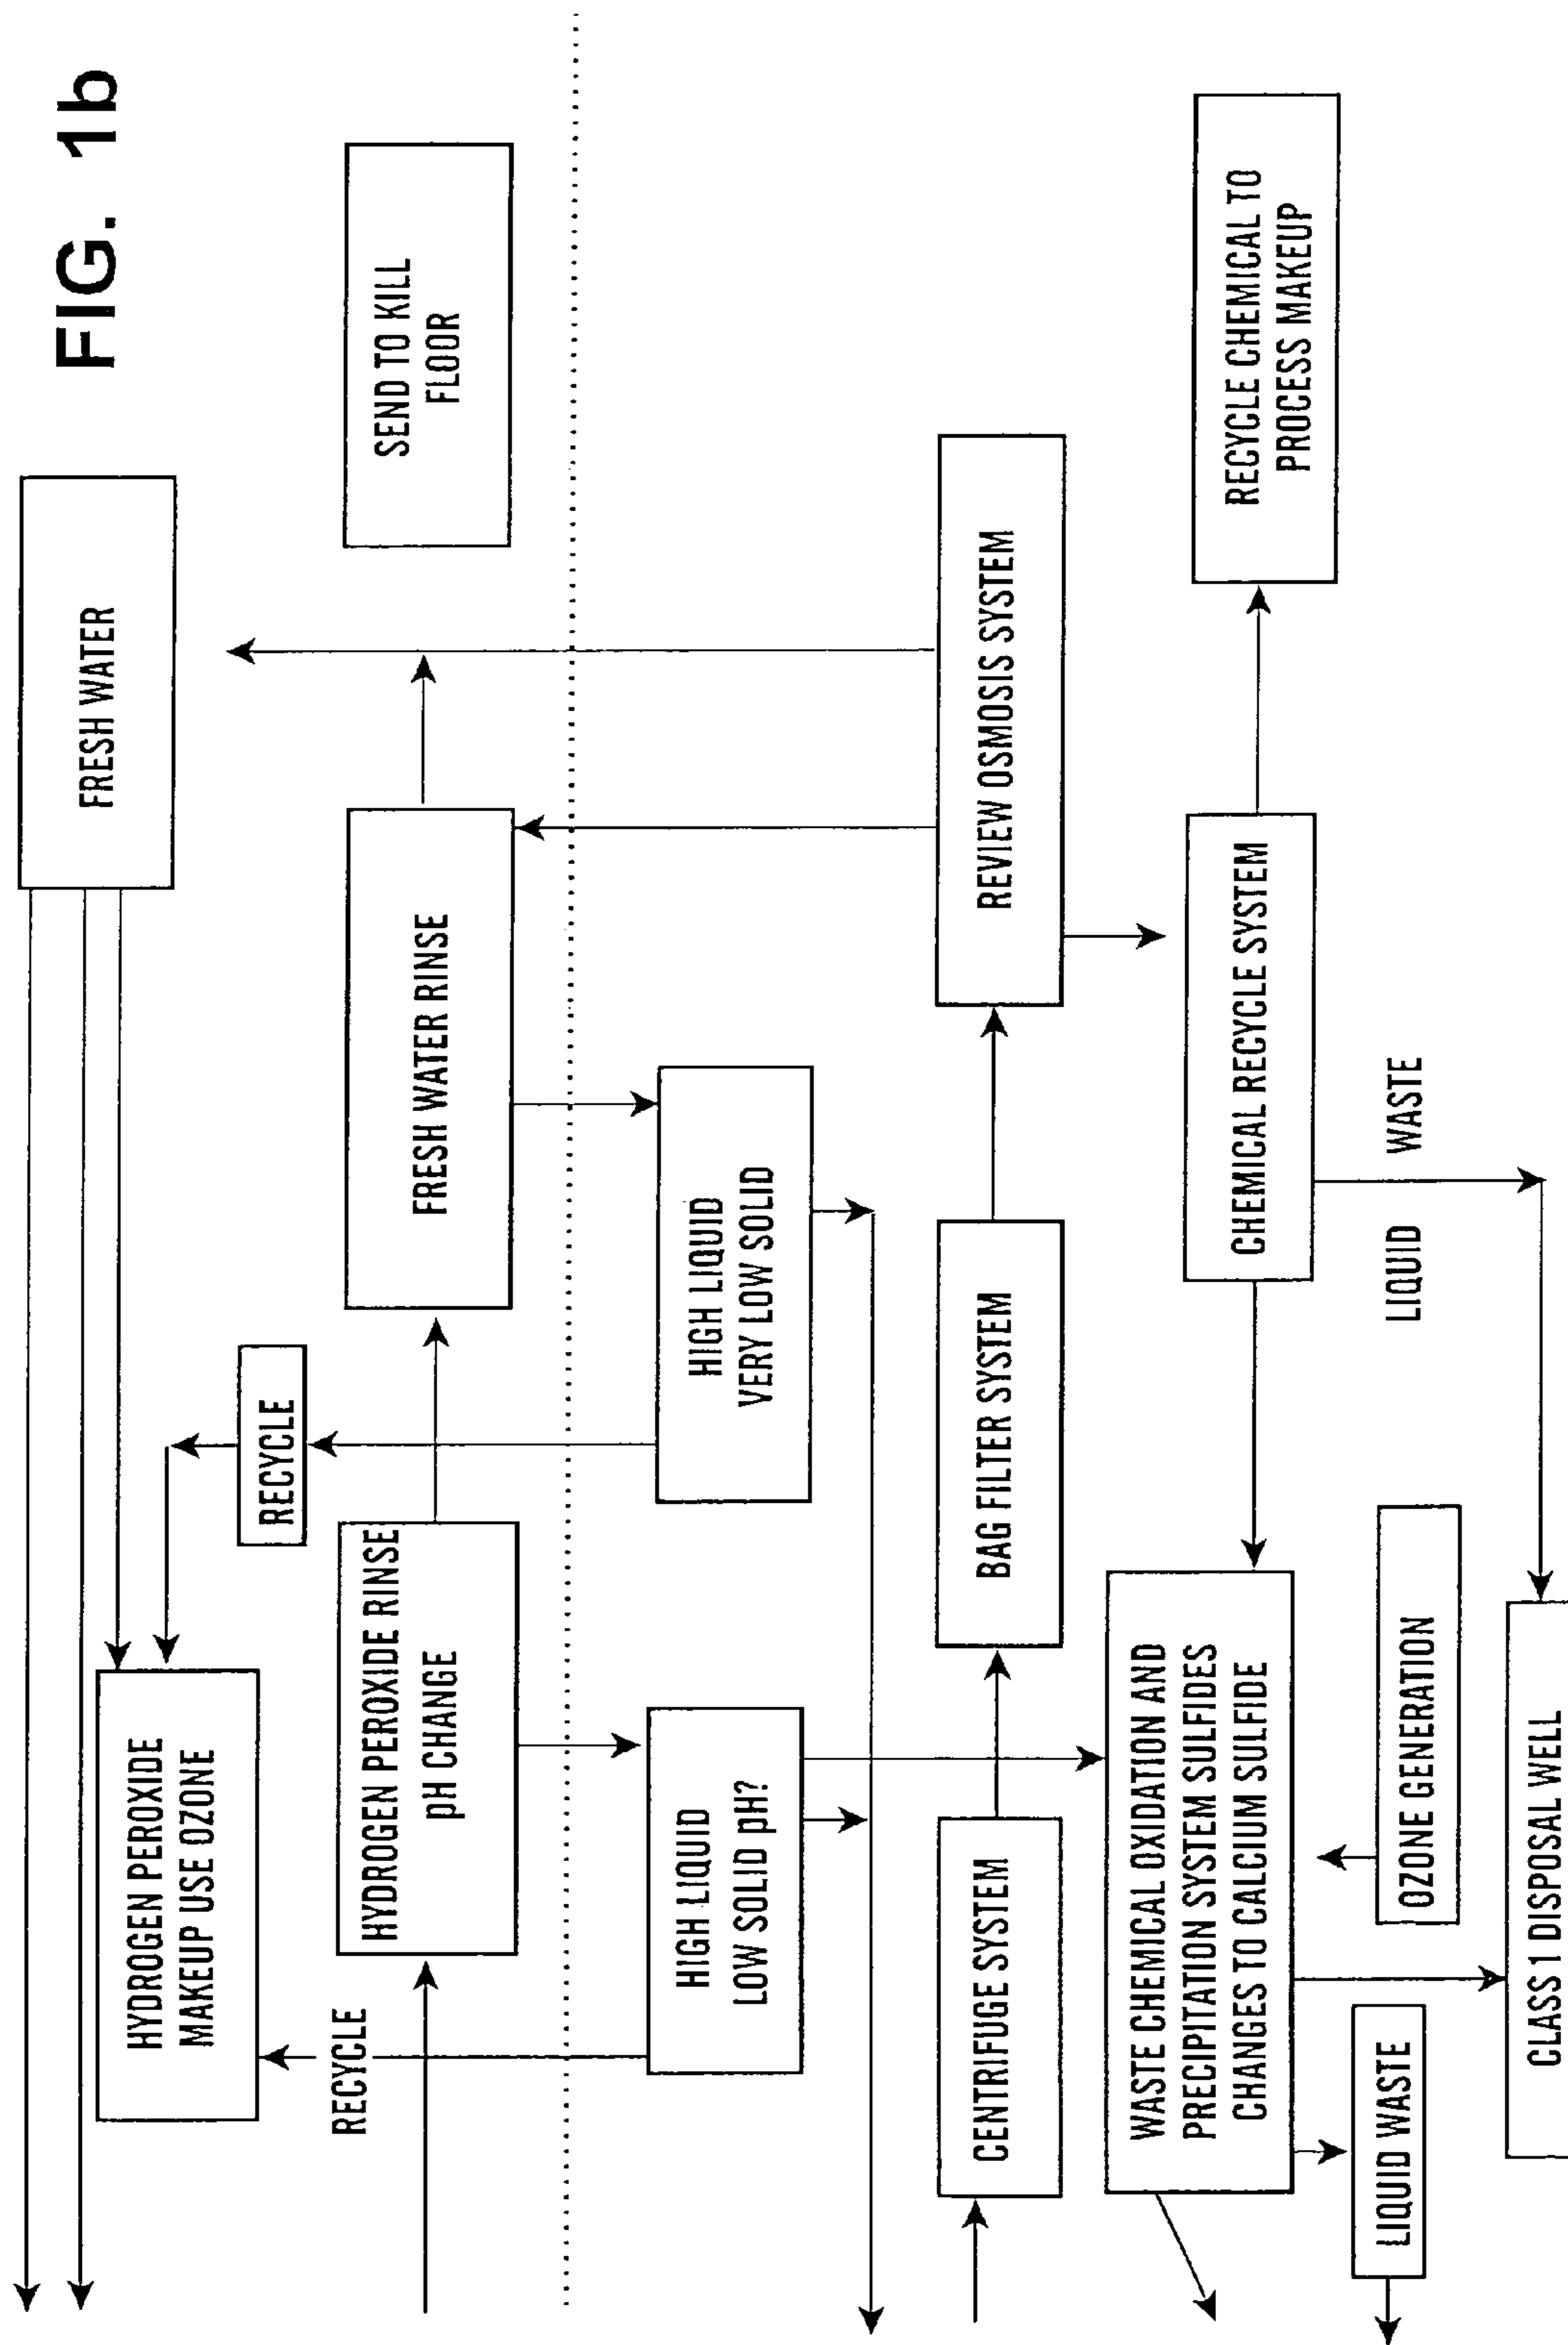 FIG. 1b
FRESH WATER
HYDROGEN PEROXIDE
MAKEUP USE OZONE
RECYCLE
RECYCLE
HYDROGEN PEROXIDE RINSE
pH CHANGE
FRESH WATER RINSE
SEND TO KILL
FLOOR
HIGH LIQUID
LOW SOLID pH?
HIGH LIQUID
VERY LOW SOLID
CENTRIFUGE SYSTEM
BAG FILTER SYSTEM
REVIEW OSMOSIS SYSTEM
WASTE CHEMICAL OXIDATION AND
PRECIPITATION SYSTEM SULFIDES
CHANGES TO CALCIUM SULFIDE
CHEMICAL RECYCLE SYSTEM
RECYCLE CHEMICAL TO
PROCESS MAKEUP
LIQUID WASTE
OZONE GENERATION
LIQUID WASTE
CLASS 1 DISPOSAL WELL